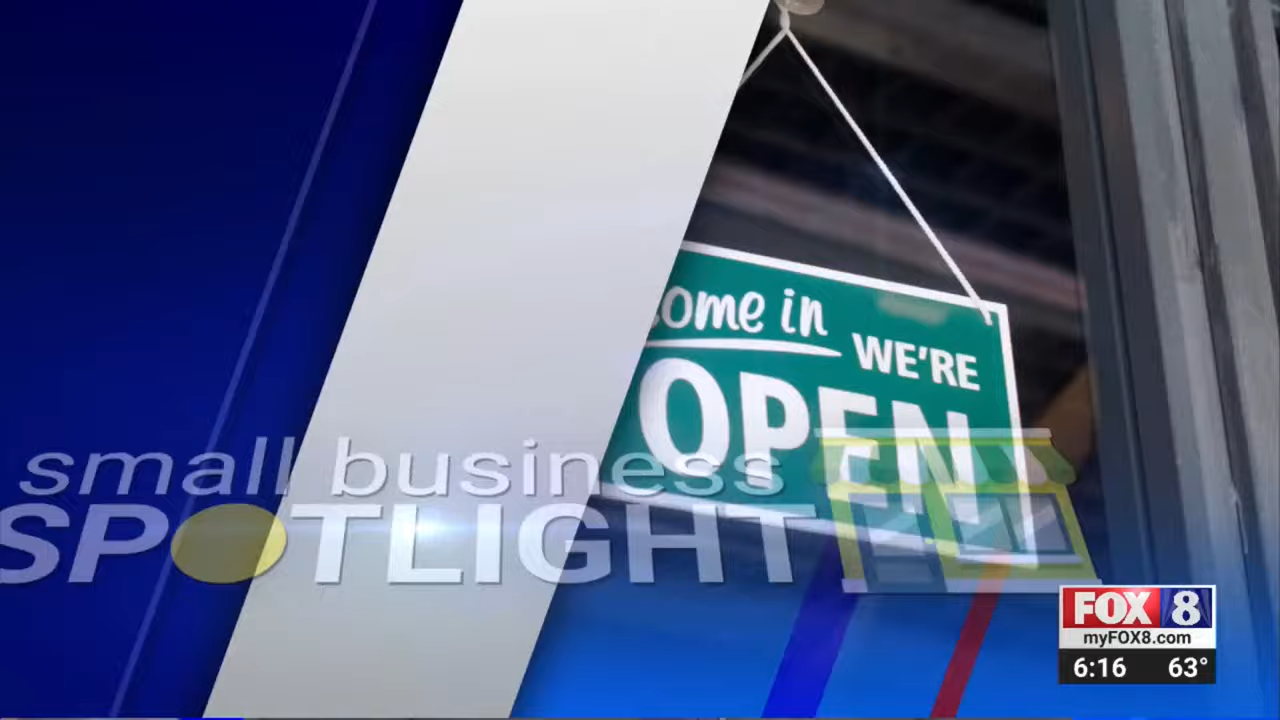 ome in
WE'RE
OPEN
small business
SPOTLIGHT
FOX 8
myFOX8.com
6:16 63°